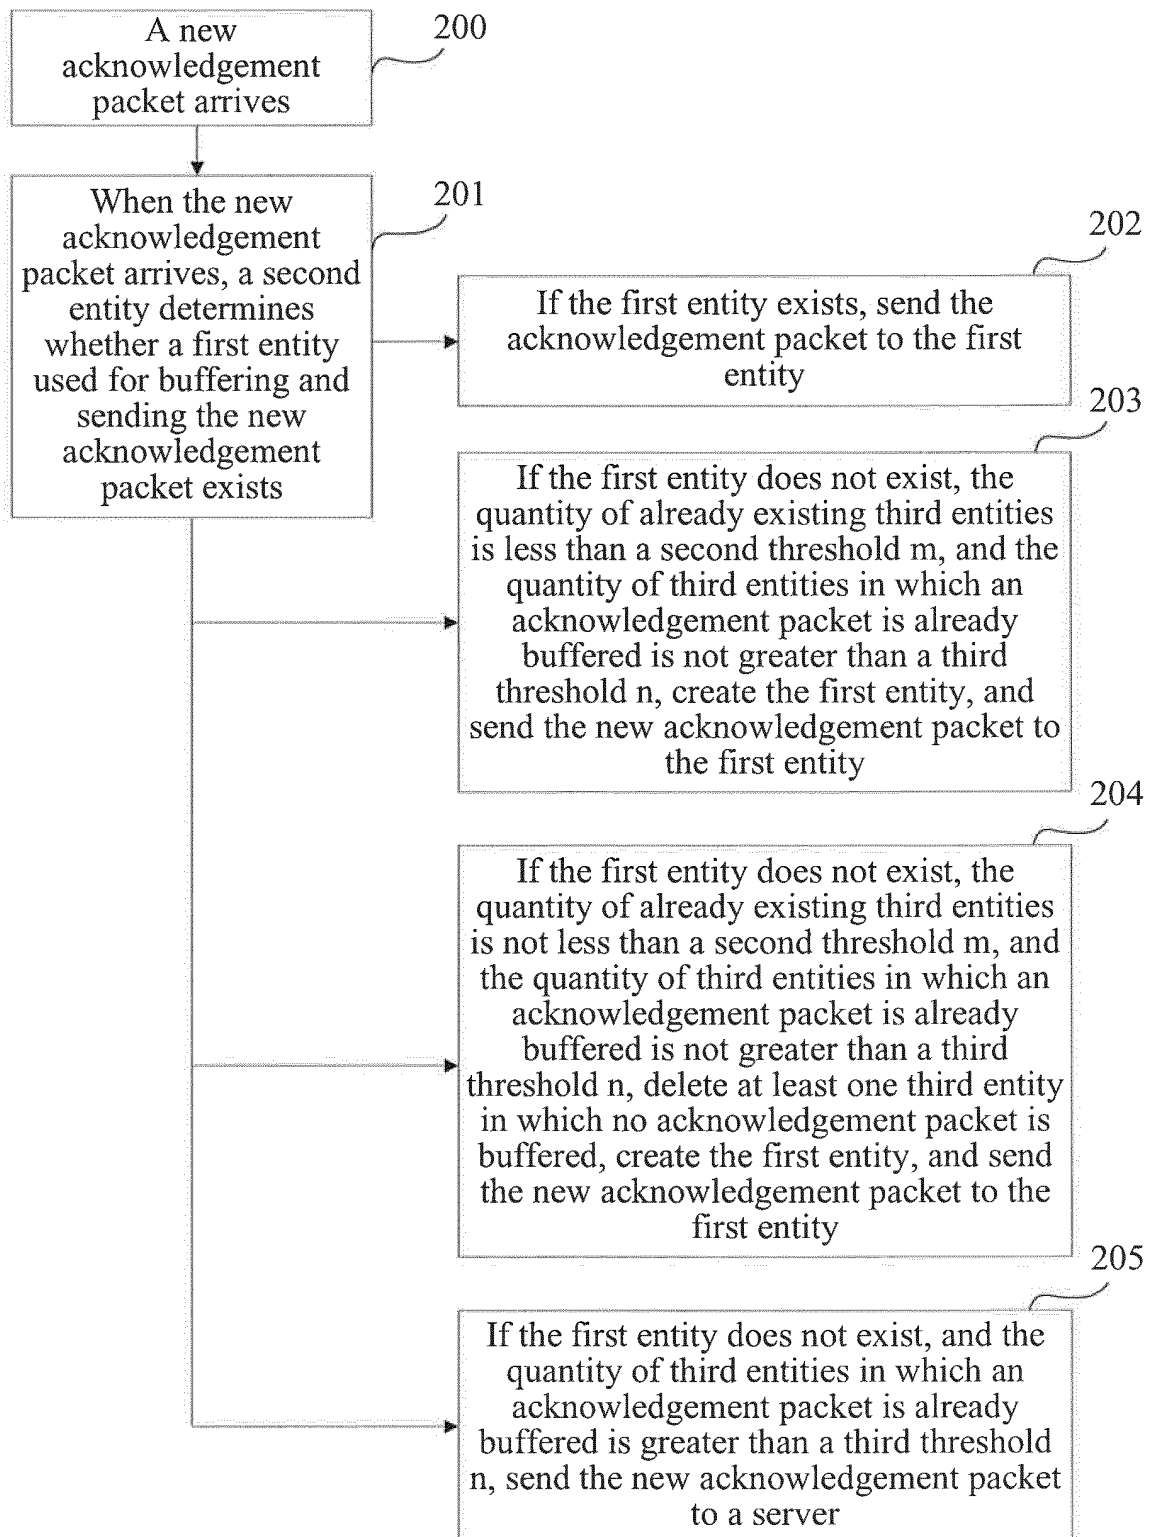 A new
acknowledgement
packet arrives
200
When the new
acknowledgement
packet arrives, a second
entity determines
whether a first entity
used for buffering and
sending the new
acknowledgement
packet exists
201
202
If the first entity exists, send the
acknowledgement packet to the first
entity
203
If the first entity does not exist, the
quantity of already existing third entities
is less than a second threshold m, and the
quantity of third entities in which an
acknowledgement packet is already
buffered is not greater than a third
threshold n, create the first entity, and
send the new acknowledgement packet to
the first entity
204
If the first entity does not exist, the
quantity of already existing third entities
is not less than a second threshold m, and
the quantity of third entities in which an
acknowledgement packet is already
buffered is not greater than a third
threshold n, delete at least one third entity
in which no acknowledgement packet is
buffered, create the first entity, and send
the new acknowledgement packet to the
first entity
205
If the first entity does not exist, and the
quantity of third entities in which an
acknowledgement packet is already
buffered is greater than a third threshold
n, send the new acknowledgement packet
to a server